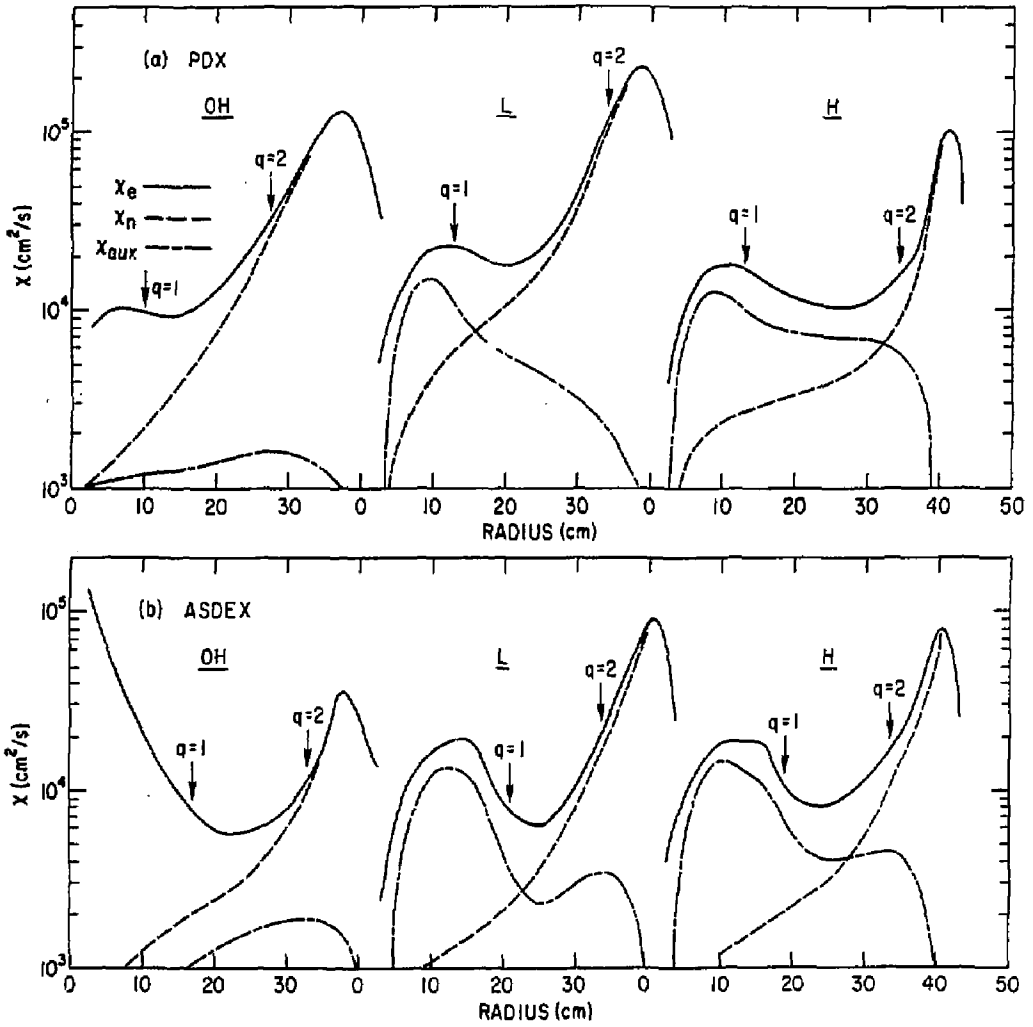 (a) PDX
OH
L
H
χe
χn
χaux
q=1
q=2
q=1
q=2
q=1
q=2
χ (cm²/s)
10⁵
10⁴
10³
0 10 20 30 0 10 20 30 0 10 20 30 40 50
RADIUS (cm)
(b) ASDEX
OH
L
H
q=1
q=2
q=1
q=2
q=1
q=2
χ (cm²/s)
10⁵
10⁴
10³
0 10 20 30 0 10 20 30 0 10 20 30 40 50
RADIUS (cm)